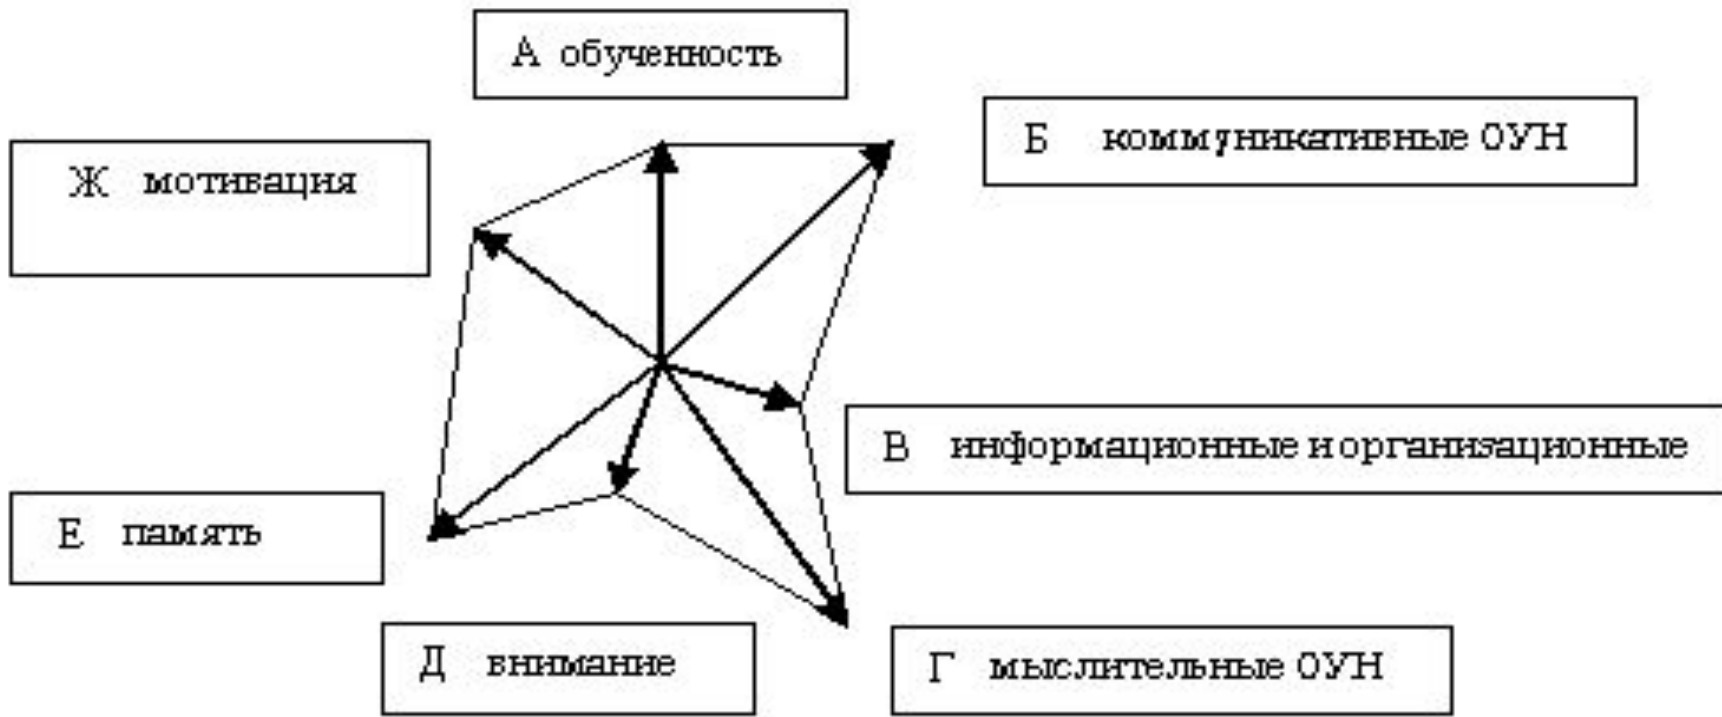 А обученность
Б коммуникативные ОУН
Ж мотивация
В информационные и организационные
Е память
Д внимание
Г мыслительные ОУН